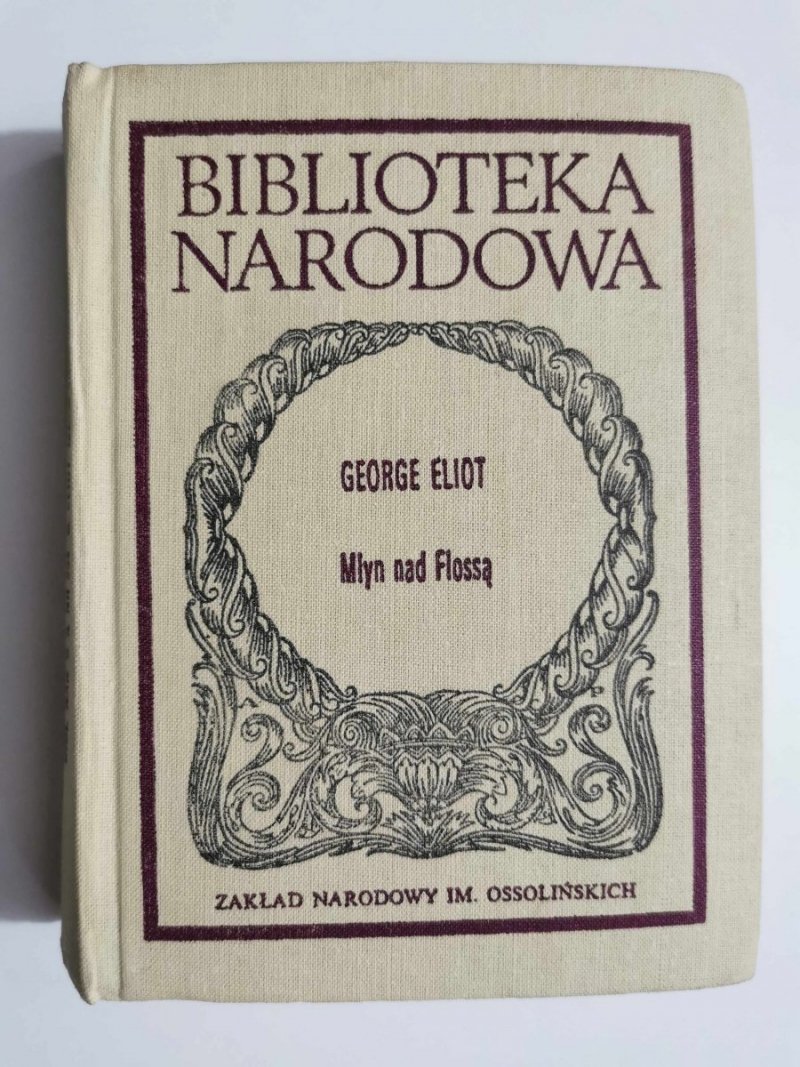 BIBLIOTEKA
NARODOWA
GEORGE ELIOT
Młyn nad Flossą
ZAKŁAD NARODOWY IM. OSSOLIŃSKICH